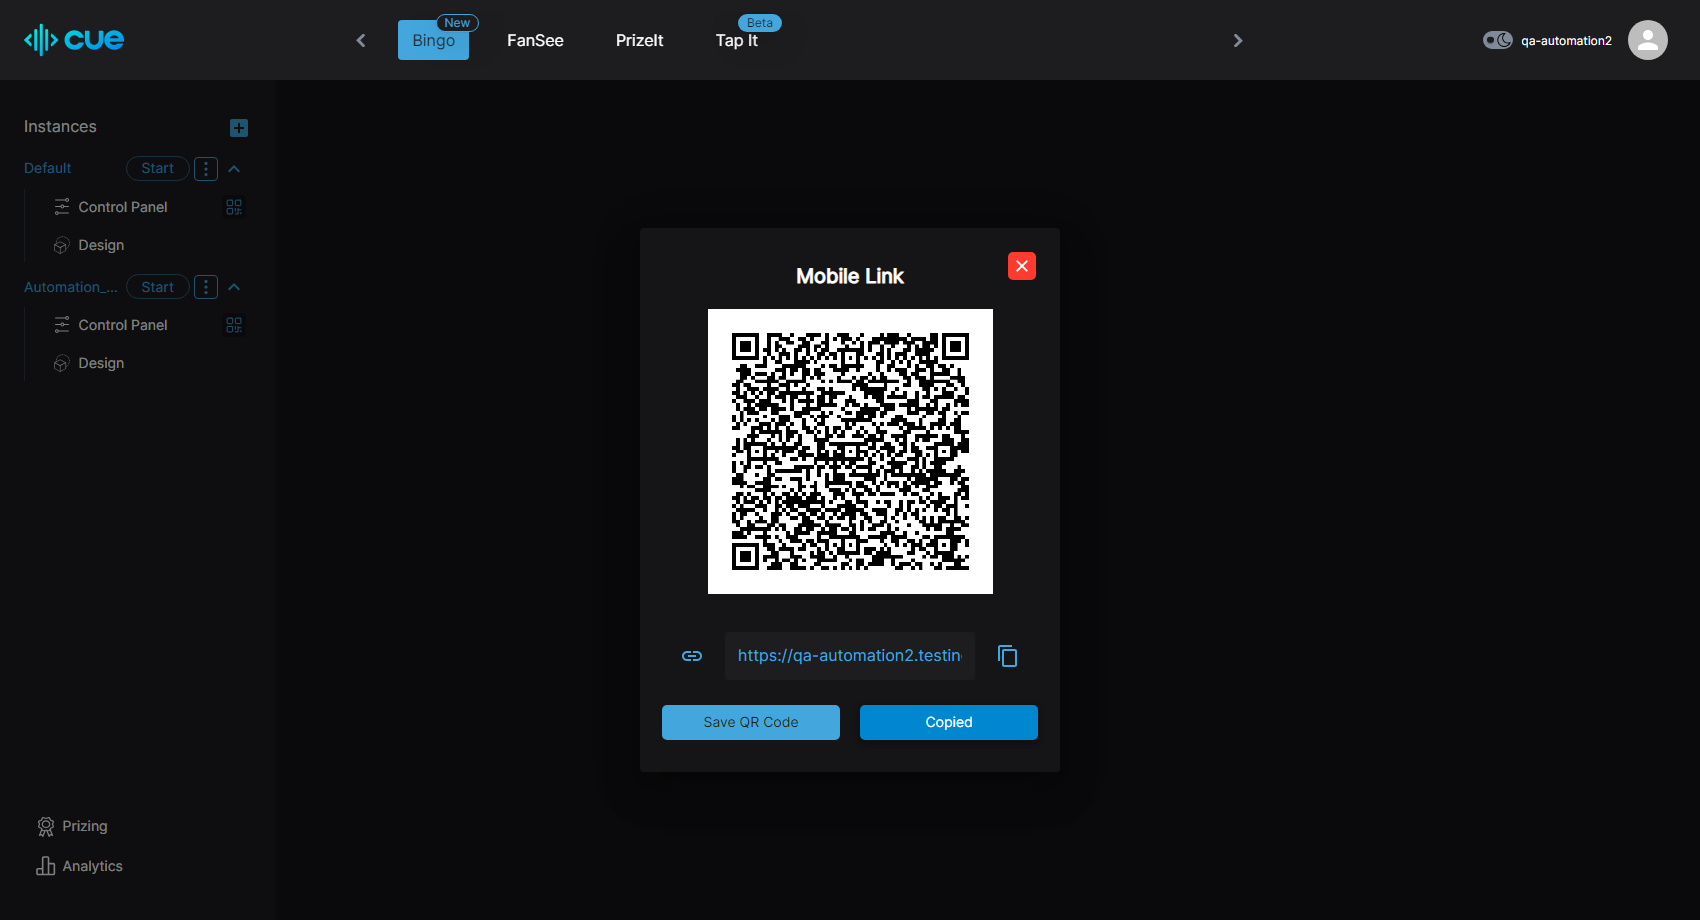 cue
Bingo
New
FanSee
PrizeIt
Tap It
Beta
qa-automation2
Instances
Default
Start
Control Panel
Design
Automation_...
Start
Control Panel
Design
Prizing
Analytics
Mobile Link
https://qa-automation2.testin
Save QR Code
Copied